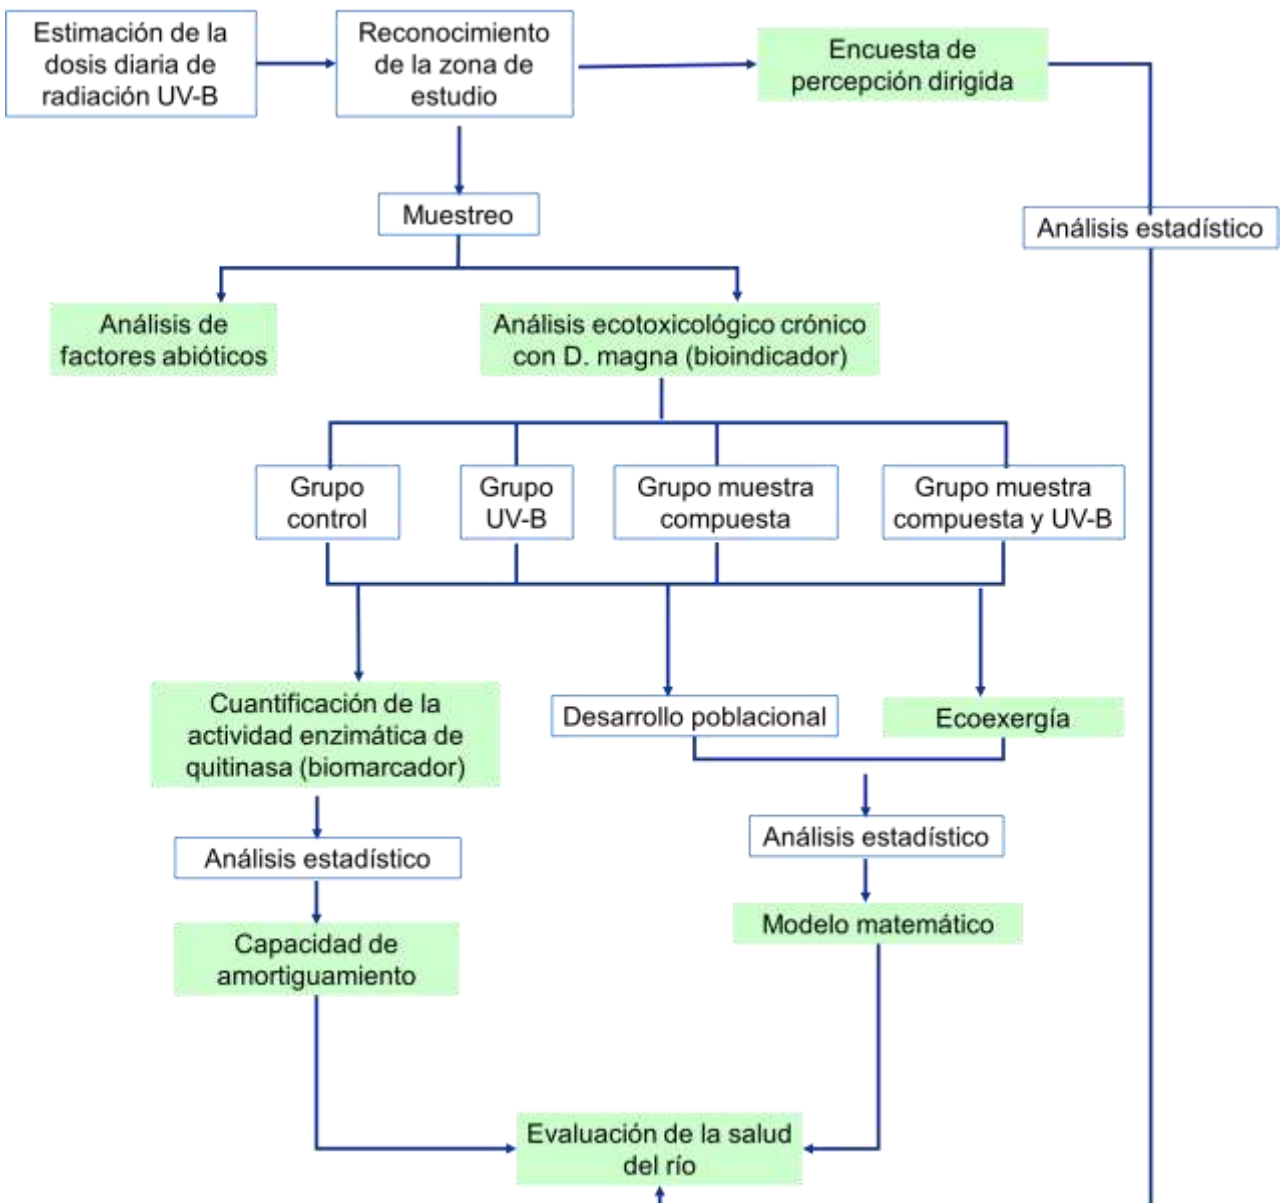 Estimación de la
dosis diaria de
radiación UV-B
Reconocimiento
de la zona de
estudio
Encuesta de
percepción dirigida
Muestreo
Análisis estadístico
Análisis de
factores abióticos
Análisis ecotoxicológico crónico
con D. magna (bioindicador)
Grupo
control
Grupo
UV-B
Grupo muestra
compuesta
Grupo muestra
compuesta y UV-B
Cuantificación de la
actividad enzimática de
quitinasa (biomarcador)
Desarrollo poblacional
Ecoexergía
Análisis estadístico
Análisis estadístico
Capacidad de
amortiguamiento
Modelo matemático
Evaluación de la salud
del río